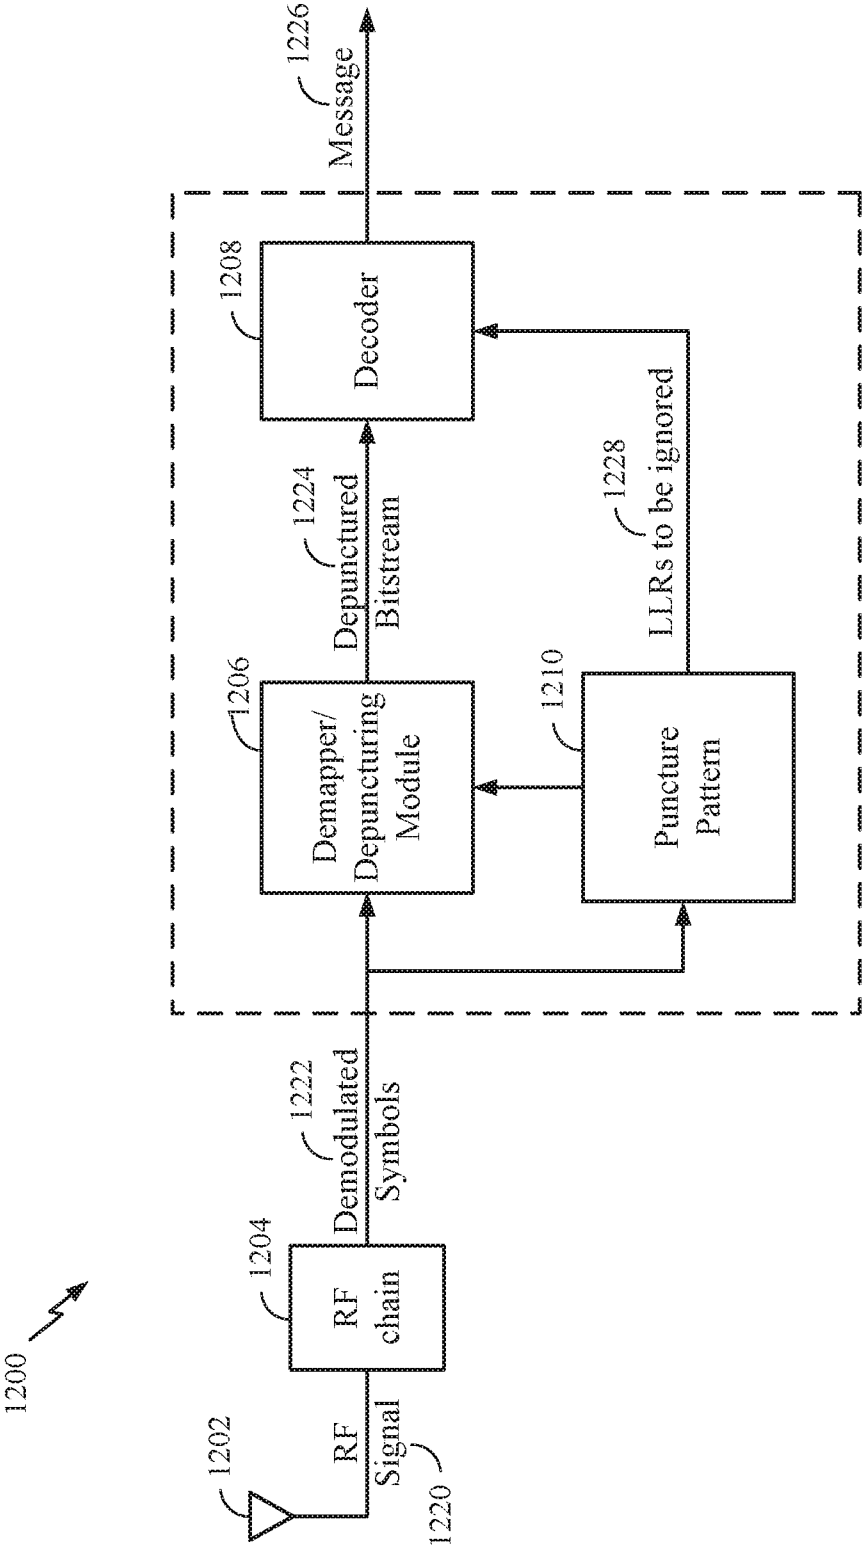 1200
1202
RF
Signal
1220
1204
RF
chain
1222
Demodulated
Symbols
1206
Demapper/
Depuncturing
Module
1224
Depunctured
Bitstream
1208
Decoder
1226
Message
1210
Puncture
Pattern
1228
LLRs to be ignored